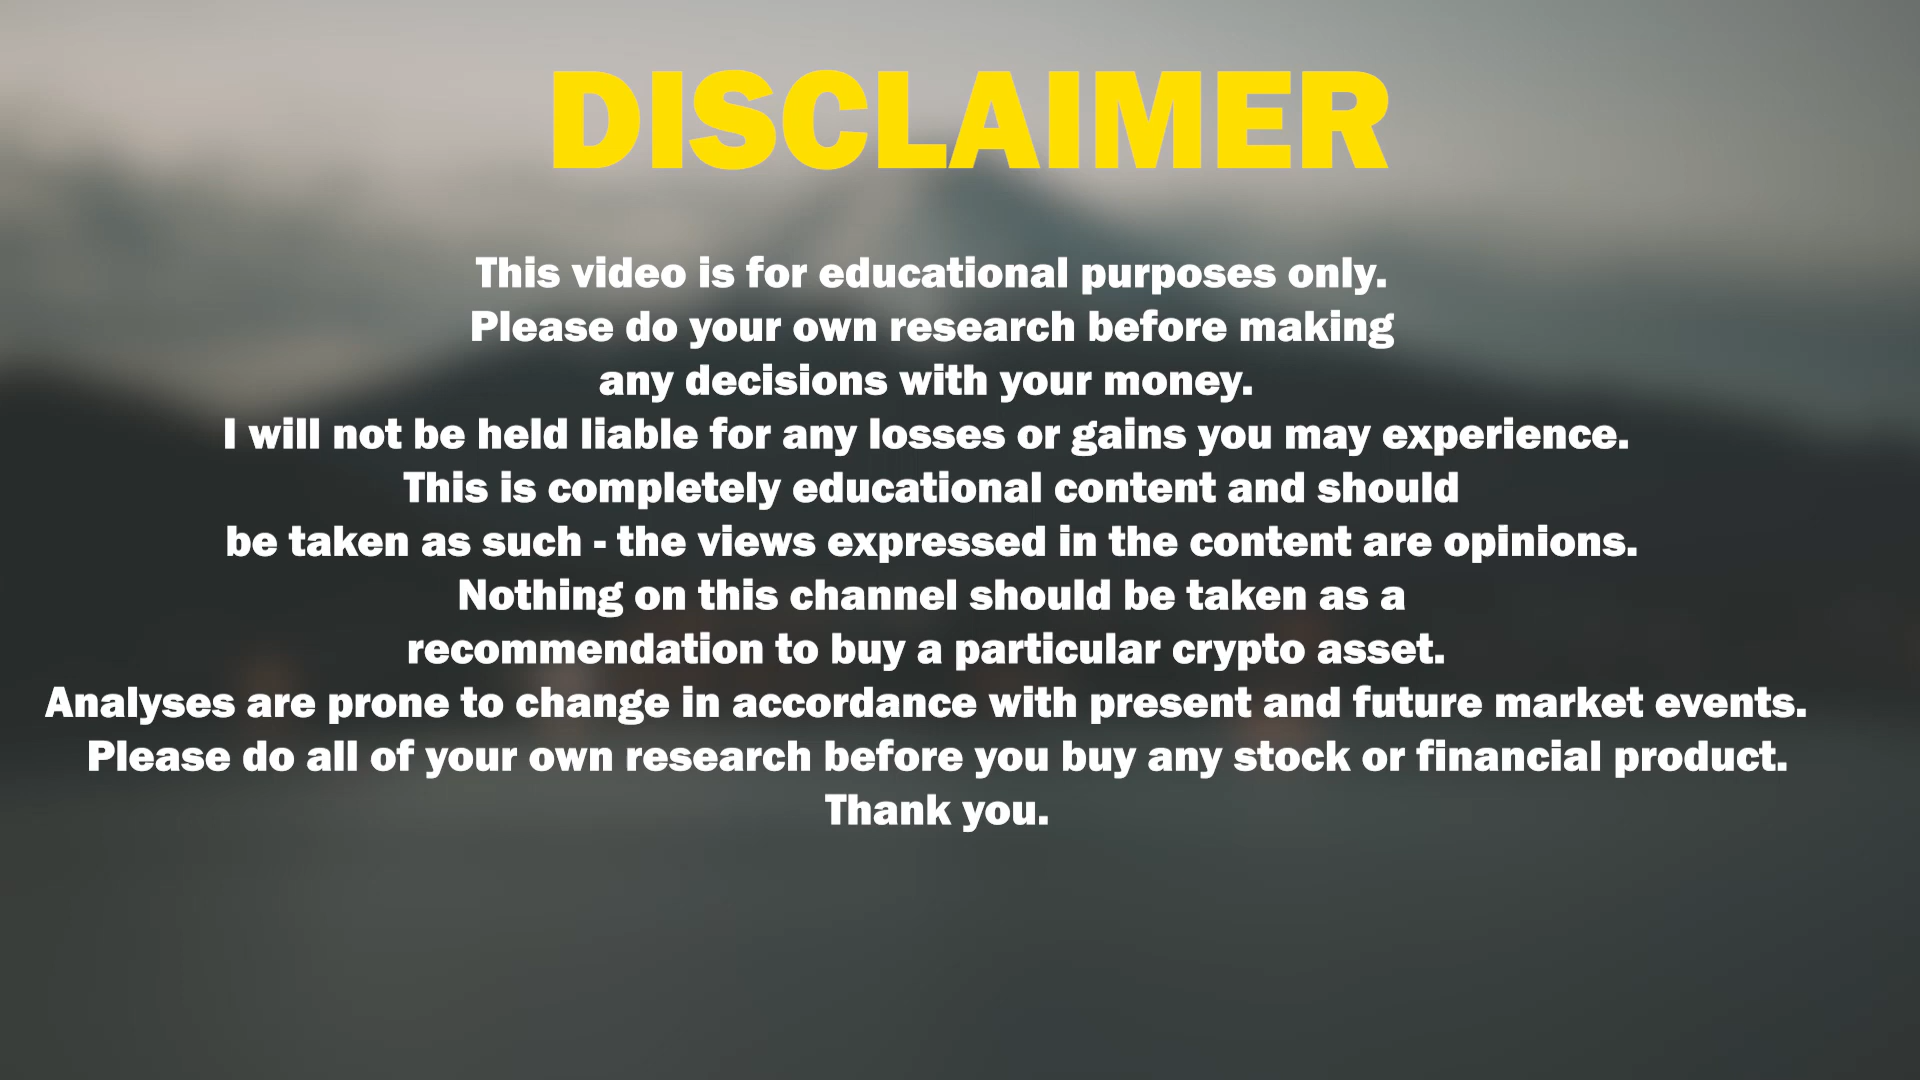 DISCLAIMER
This video is for educational purposes only.
Please do your own research before making
any decisions with your money.
I will not be held liable for any losses or gains you may experience.
This is completely educational content and should
be taken as such - the views expressed in the content are opinions.
Nothing on this channel should be taken as a
recommendation to buy a particular crypto asset.
Analyses are prone to change in accordance with present and future market events.
Please do all of your own research before you buy any stock or financial product.
Thank you.